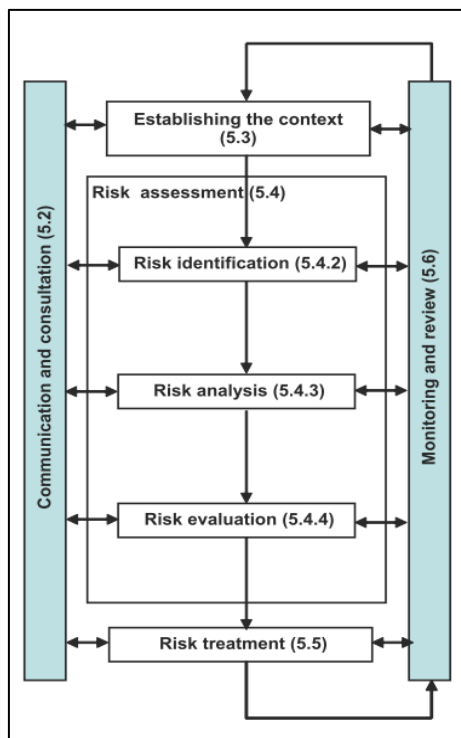 Establishing the context
(5.3)
Risk assessment (5.4)
Risk identification (5.4.2)
Risk analysis (5.4.3)
Risk evaluation (5.4.4)
Risk treatment (5.5)
Communication and consultation (5.2)
Monitoring and review (5.6)